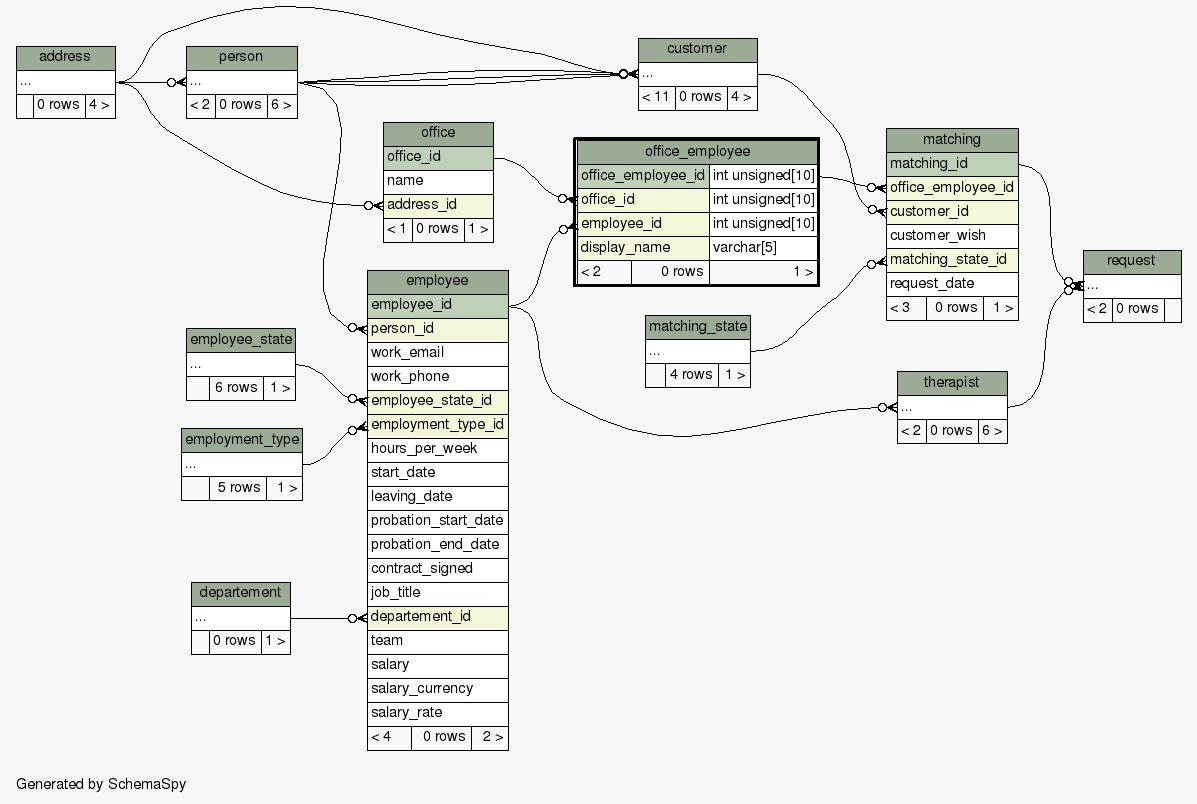 address
...
0 rows 4 >
person
...
< 2 0 rows 6 >
customer
...
< 11 0 rows 4 >
office
office_id
name
address_id
< 1 0 rows 1 >
office_employee
office_employee_id int unsigned[10]
office_id int unsigned[10]
employee_id int unsigned[10]
display_name varchar[5]
< 2 0 rows 1 >
matching
matching_id
office_employee_id
customer_id
customer_wish
matching_state_id
request_date
< 3 0 rows 1 >
request
...
< 2 0 rows
employee
employee_id
person_id
work_email
work_phone
employee_state_id
employment_type_id
hours_per_week
start_date
leaving_date
probation_start_date
probation_end_date
contract_signed
job_title
departement_id
team
salary
salary_currency
salary_rate
< 4 0 rows 2 >
matching_state
...
4 rows 1 >
employee_state
...
6 rows 1 >
therapist
...
< 2 0 rows 6 >
employment_type
...
5 rows 1 >
departement
...
0 rows 1 >
Generated by SchemaSpy